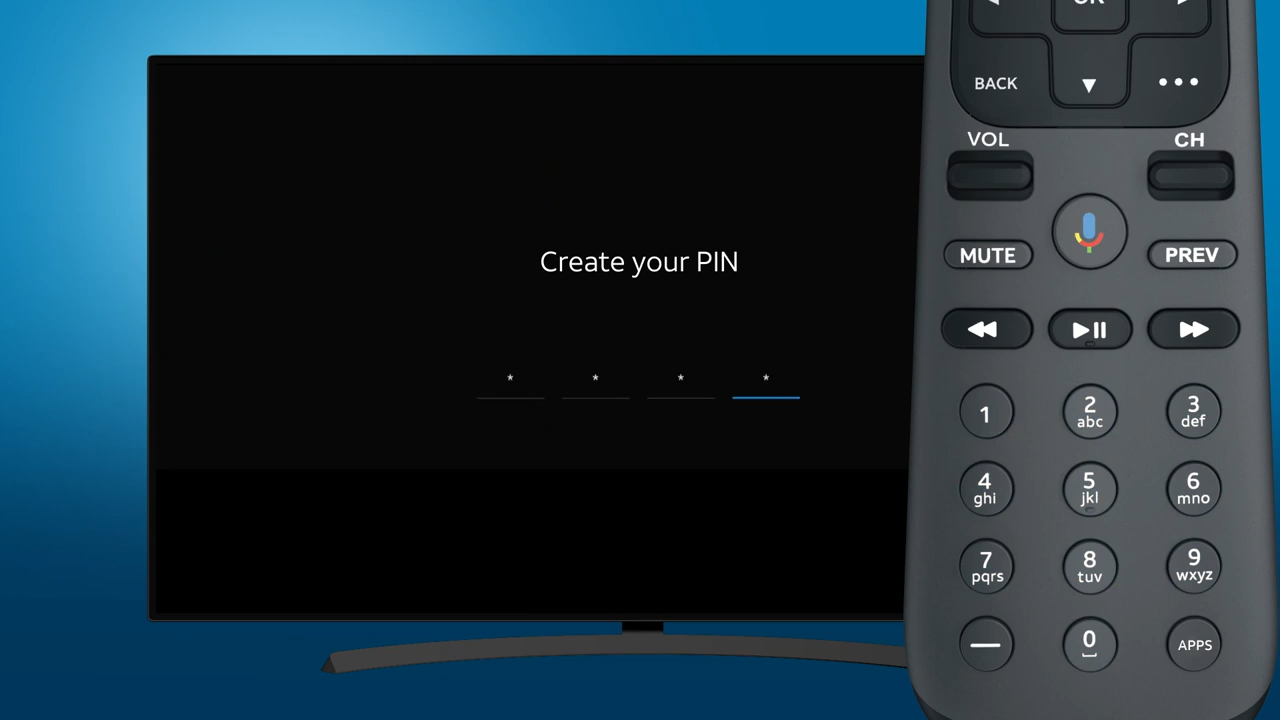 Create your PIN
* * * *
OK
BACK
•••
VOL
CH
MUTE
PREV
1
2
abc
3
def
4
ghi
5
jkl
6
mno
7
pqrs
8
tuv
9
wxyz
0
APPS